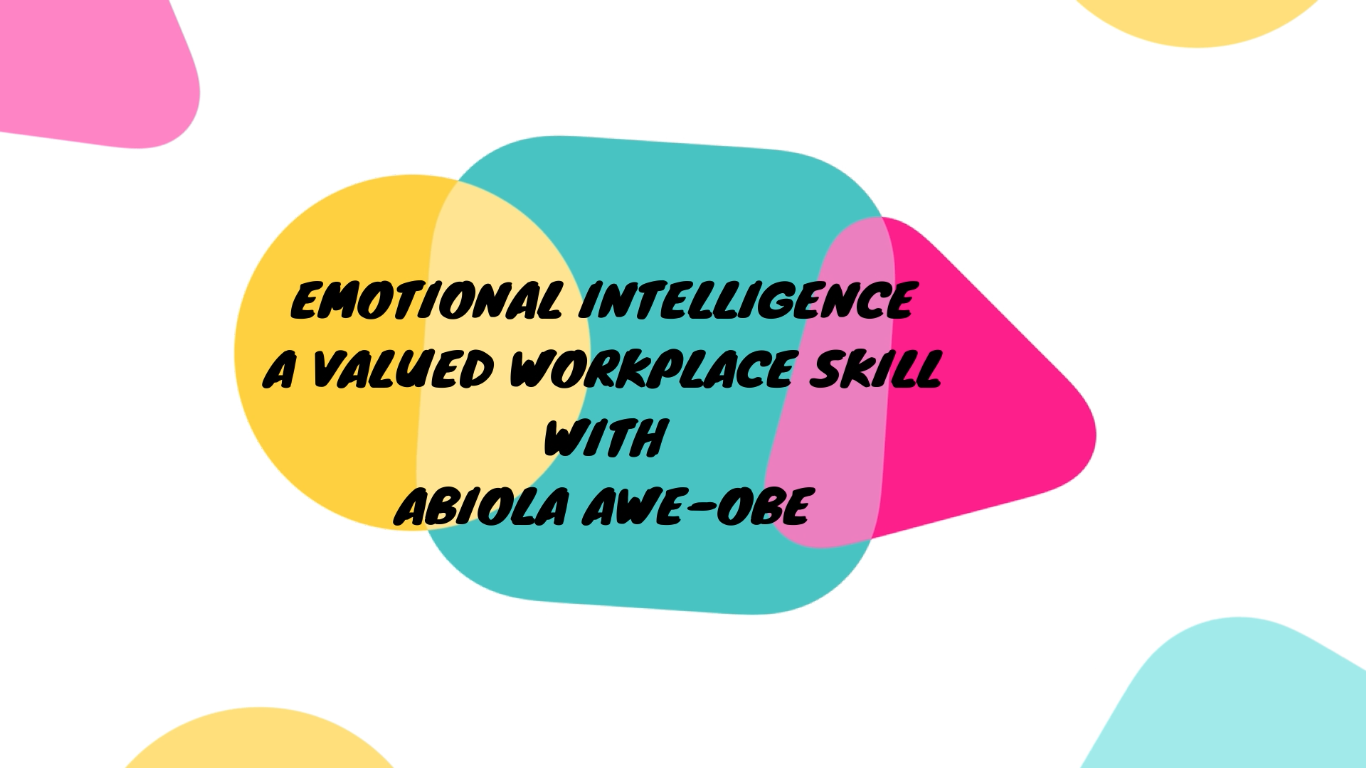 EMOTIONAL INTELLIGENCE
A VALUED WORKPLACE SKILL
WITH
ABIOLA AWE-OBE